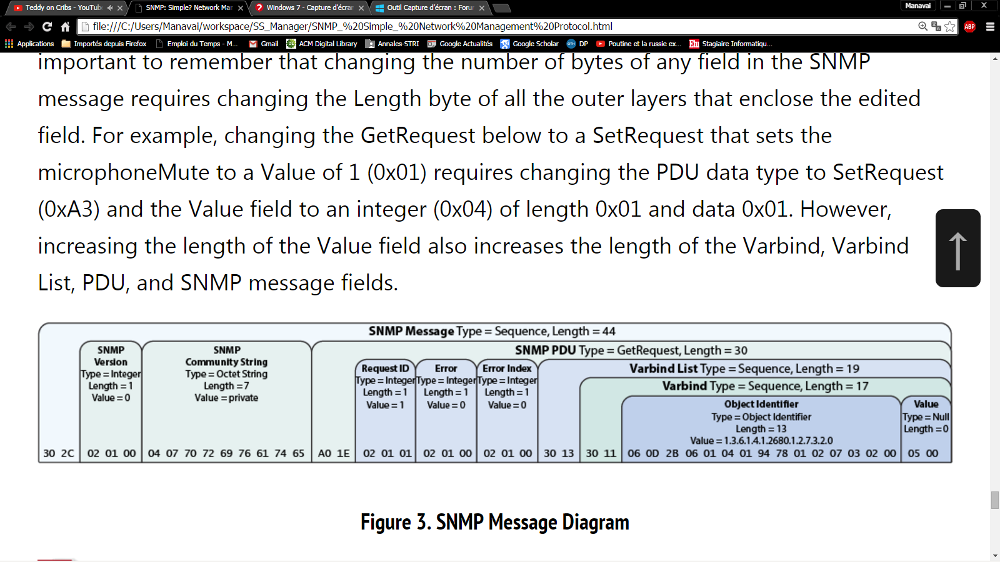 Teddy on Cribs - YouTub
SNMP: Simple? Network Mar
Windows 7 - Capture d'écrar
Outil Capture d'écran : Foru
Manavai
file:///C:/Users/Manavai/workspace/SS_Manager/SNMP_%20Simple_%20Network%20Management%20Protocol.html
ABP
Applications
Importés depuis Firefox
Emploi du Temps - M...
Gmail
ACM Digital Library
Annales-STRI
Google Actualités
Google Scholar
DP
Poutine et la russie ex...
Stagiaire Informatiqu...
important to remember that changing the number of bytes of any field in the SNMP
message requires changing the Length byte of all the outer layers that enclose the edited
field. For example, changing the GetRequest below to a SetRequest that sets the
microphoneMute to a Value of 1 (0x01) requires changing the PDU data type to SetRequest
(0xA3) and the Value field to an integer (0x04) of length 0x01 and data 0x01. However,
increasing the length of the Value field also increases the length of the Varbind, Varbind
List, PDU, and SNMP message fields.
SNMP Message Type = Sequence, Length = 44
SNMP
Version
Type = Integer
Length = 1
Value = 0
SNMP
Community String
Type = Octet String
Length = 7
Value = private
SNMP PDU Type = GetRequest, Length = 30
Request ID
Type = Integer
Length = 1
Value = 1
Error
Type = Integer
Length = 1
Value = 0
Error Index
Type = Integer
Length = 1
Value = 0
Varbind List Type = Sequence, Length = 19
Varbind Type = Sequence, Length = 17
Object Identifier
Type = Object Identifier
Length = 13
Value = 1.3.6.1.4.1.2680.1.2.7.3.2.0
Value
Type = Null
Length = 0
30 2C 02 01 00 04 07 70 72 69 76 61 74 65 A0 1E 02 01 01 02 01 00 02 01 00 30 13 30 11 06 0D 2B 06 01 04 01 94 78 01 02 07 03 02 00 05 00
Figure 3. SNMP Message Diagram